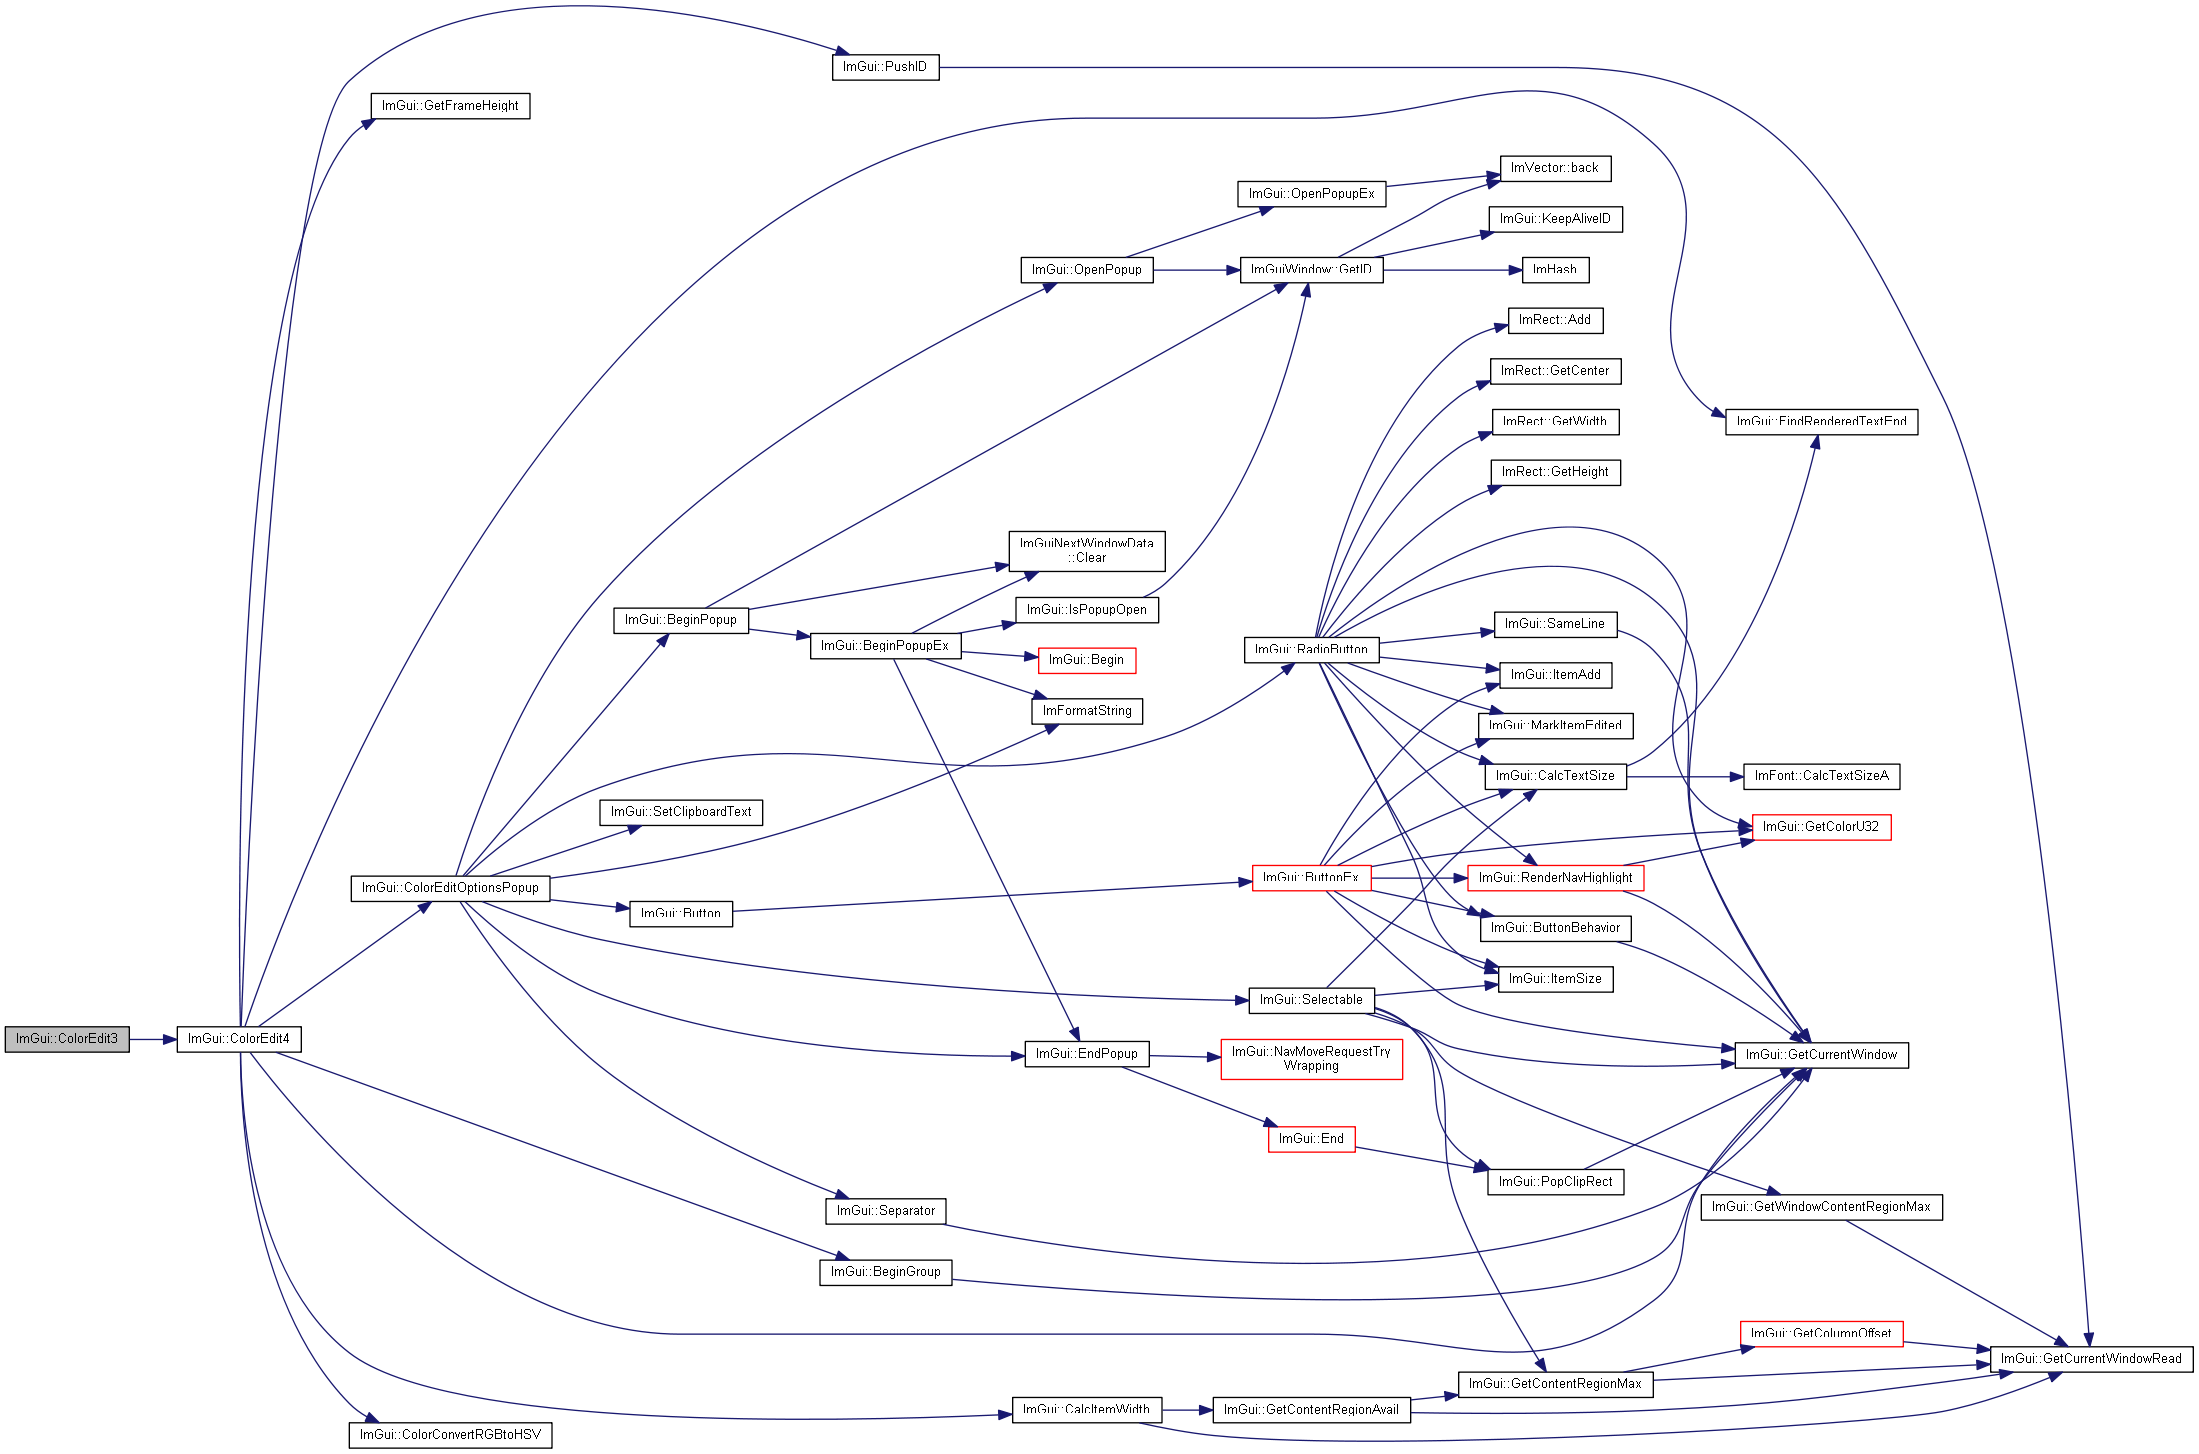 ImGui::PushID
ImGui::GetFrameHeight
ImVector::back
ImGui::OpenPopupEx
ImGui::KeepAliveID
ImGui::OpenPopup
ImGuiWindow::GetID
ImHash
ImRect::Add
ImRect::GetCenter
ImRect::GetWidth
ImGui::FindRenderedTextEnd
ImRect::GetHeight
ImGuiNextWindowData
::Clear
ImGui::IsPopupOpen
ImGui::BeginPopup
ImGui::SameLine
ImGui::BeginPopupEx
ImGui::RadioButton
ImGui::Begin
ImGui::ItemAdd
ImFormatString
ImGui::MarkItemEdited
ImGui::CalcTextSize
ImFont::CalcTextSizeA
ImGui::SetClipboardText
ImGui::GetColorU32
ImGui::ColorEditOptionsPopup
ImGui::ButtonEx
ImGui::RenderNavHighlight
ImGui::Button
ImGui::ButtonBehavior
ImGui::ItemSize
ImGui::Selectable
ImGui::ColorEdit3
ImGui::ColorEdit4
ImGui::EndPopup
ImGui::NavMoveRequestTry
Wrapping
ImGui::GetCurrentWindow
ImGui::End
ImGui::PopClipRect
ImGui::Separator
ImGui::GetWindowContentRegionMax
ImGui::BeginGroup
ImGui::GetColumnOffset
ImGui::GetCurrentWindowRead
ImGui::GetContentRegionMax
ImGui::CalcItemWidth
ImGui::GetContentRegionAvail
ImGui::ColorConvertRGBtoHSV